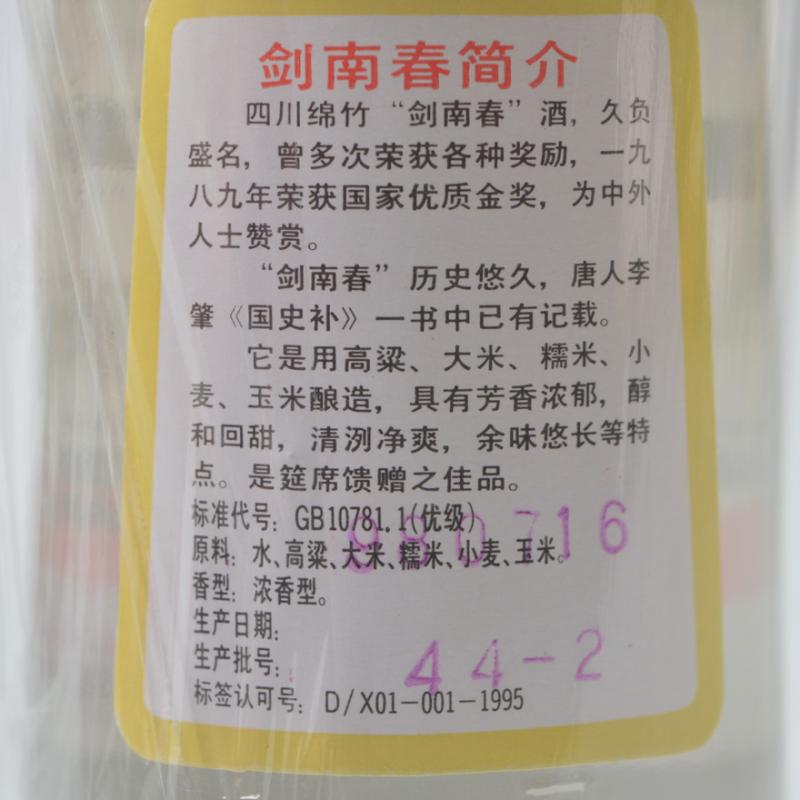 剑南春简介
四川绵竹“剑南春”酒，久负
盛名，曾多次荣获各种奖励，一九
八九年荣获国家优质金奖，为中外
人士赞赏。
“剑南春”历史悠久，唐人李
肇《国史补》一书中已有记载。
它是用高粱、大米、糯米、小
麦、玉米酿造，具有芳香浓郁，醇
和回甜，清洌净爽，余味悠长等特
点。是筵席馈赠之佳品。
标准代号：GB10781.1(优级)
980716
原料：水、高粱、大米、糯米、小麦、玉米。
香型：浓香型。
生产日期：
生产批号：
44-2
标签认可号：D/X01-001-1995